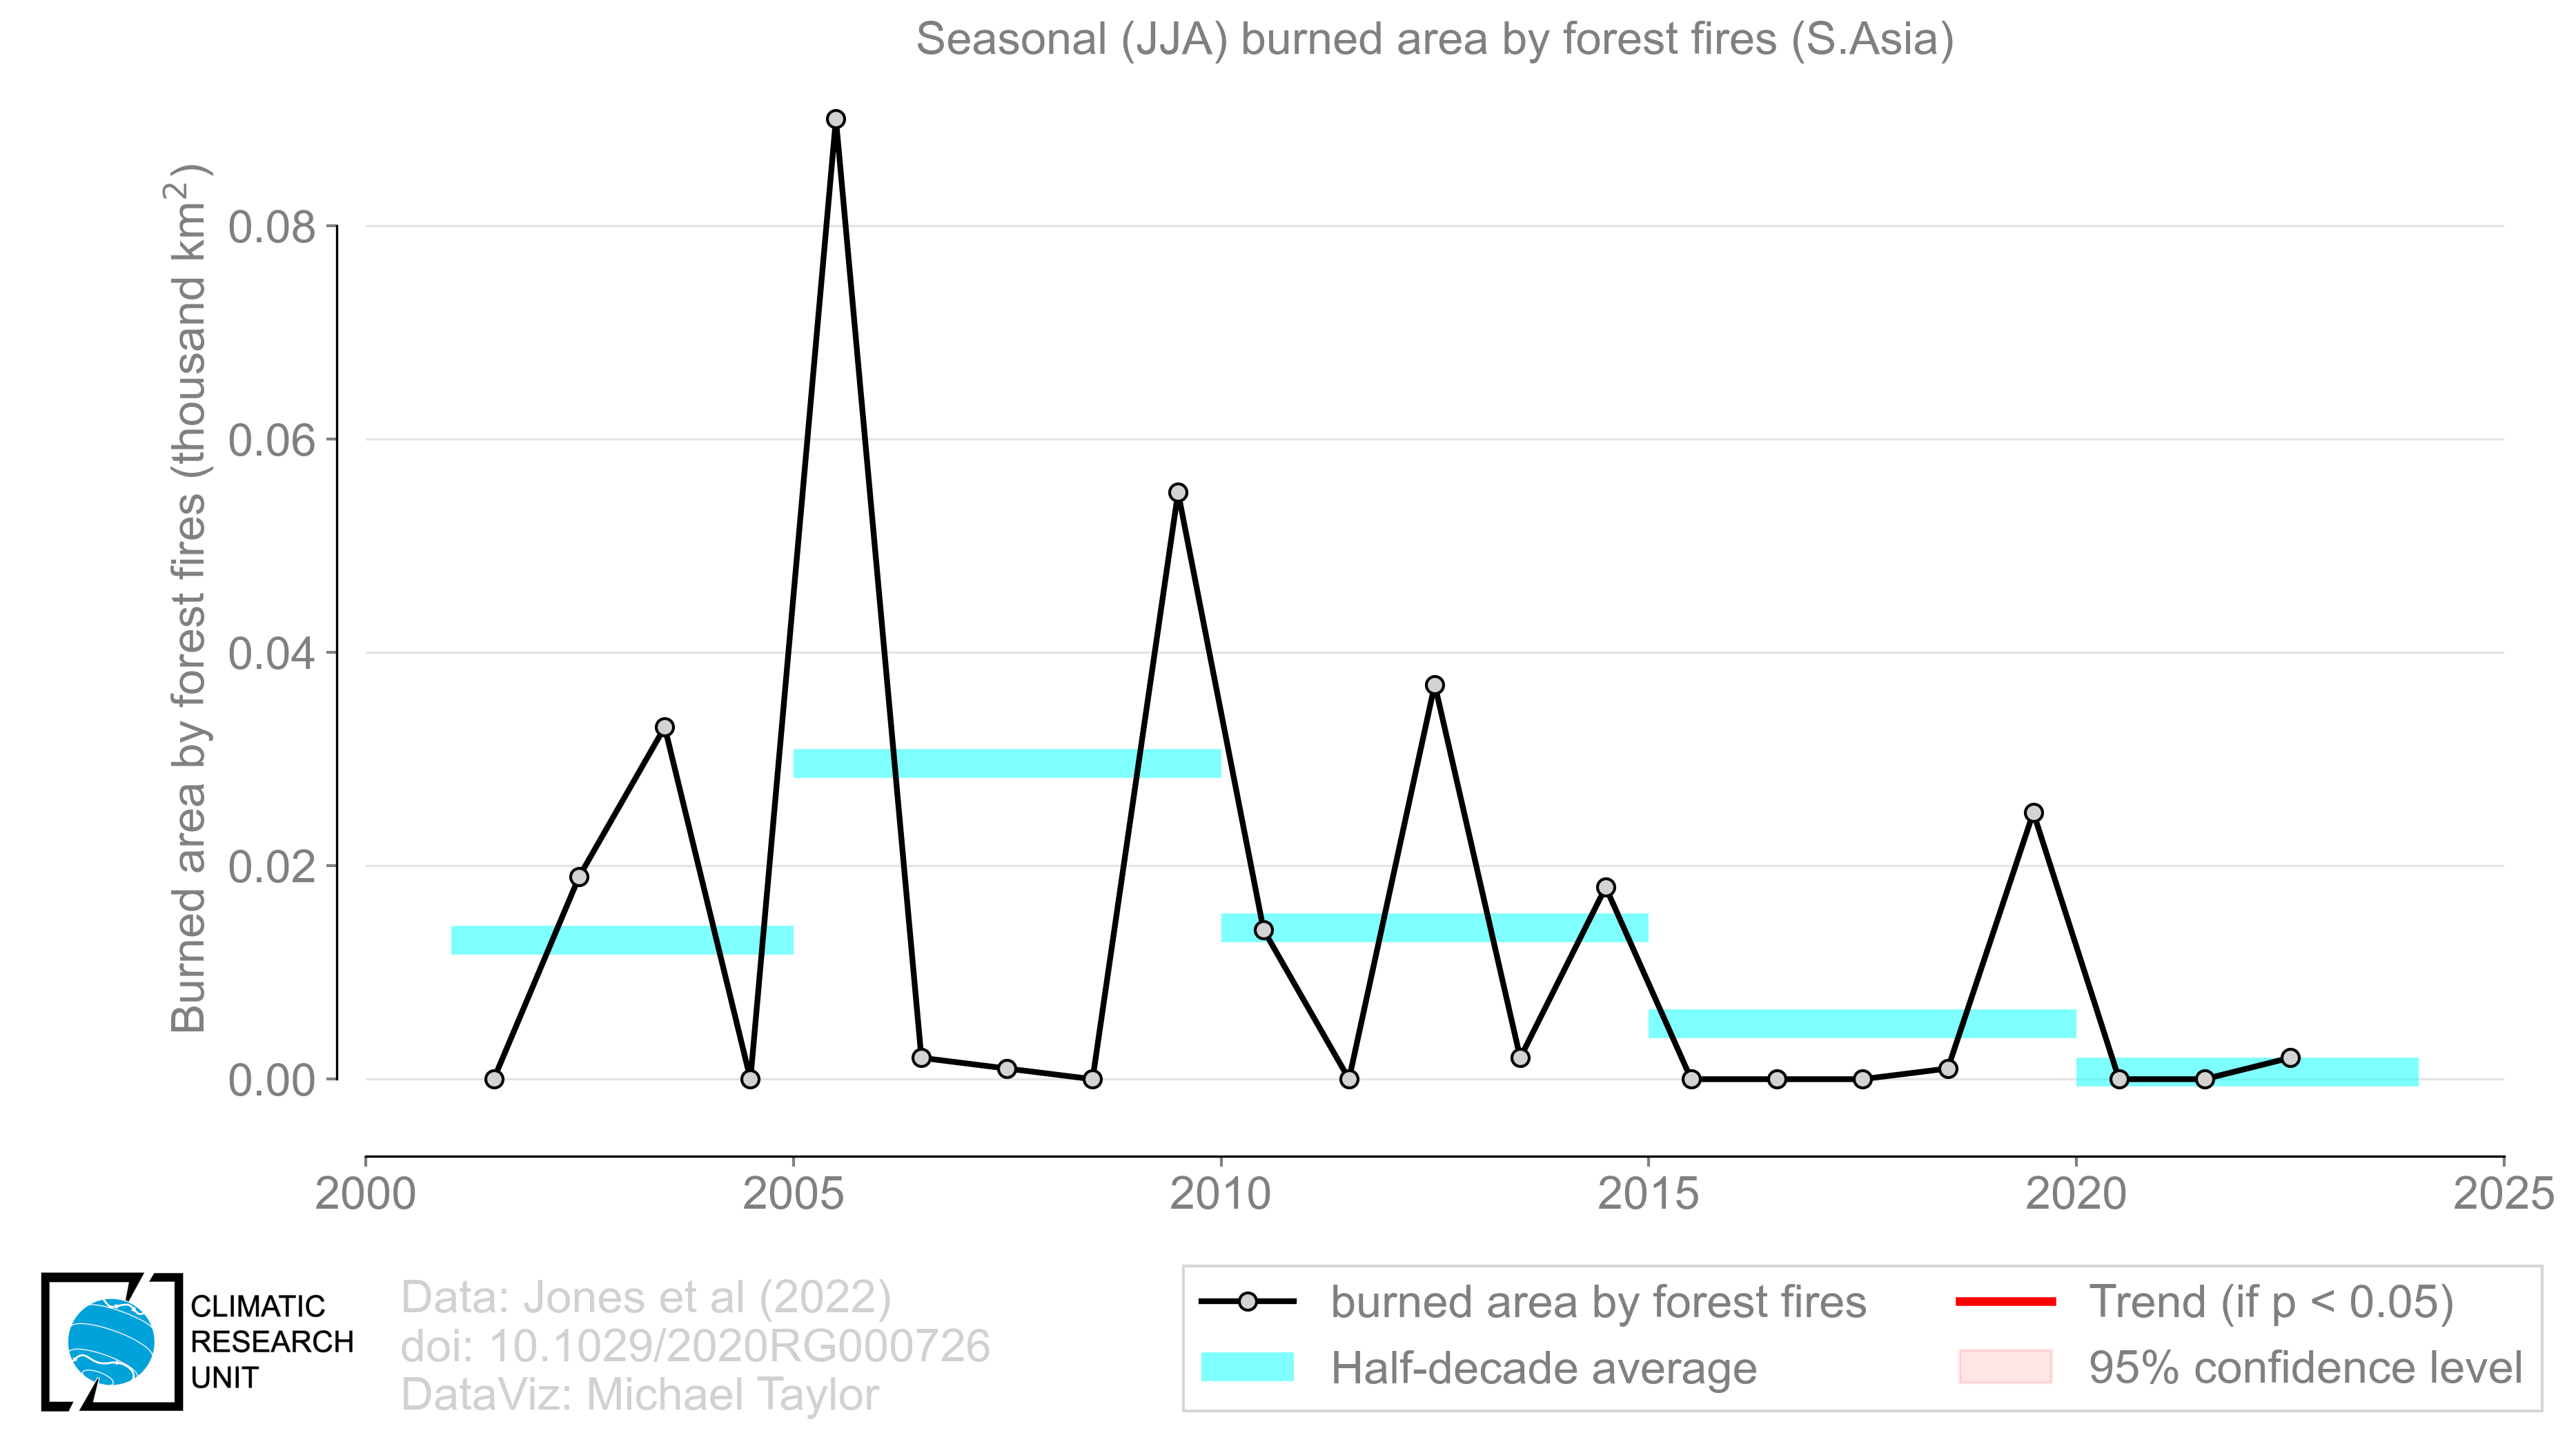 Seasonal (JJA) burned area by forest fires (S.Asia)
Burned area by forest fires (thousand km²)
0.08
0.06
0.04
0.02
0.00
2000 2005 2010 2015 2020 2025
CLIMATIC
RESEARCH
UNIT
Data: Jones et al (2022)
doi: 10.1029/2020RG000726
DataViz: Michael Taylor
burned area by forest fires
Half-decade average
Trend (if p < 0.05)
95% confidence level